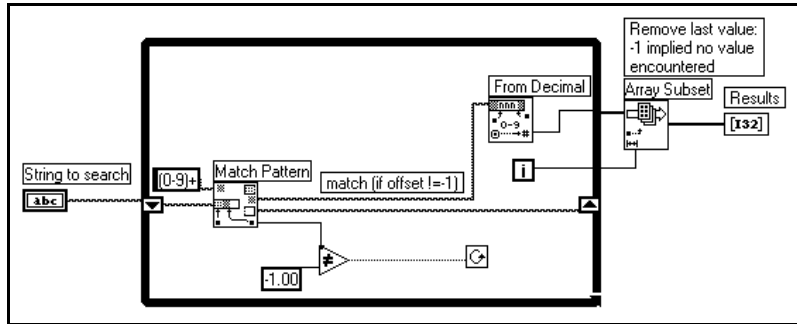 Remove last value:
-1 implied no value
encountered
From Decimal
nnn
0-9
#
Array Subset
Results
[I32]
String to search
abc
(0-9)+
Match Pattern
match (if offset !=-1)
i
≠
-1.00